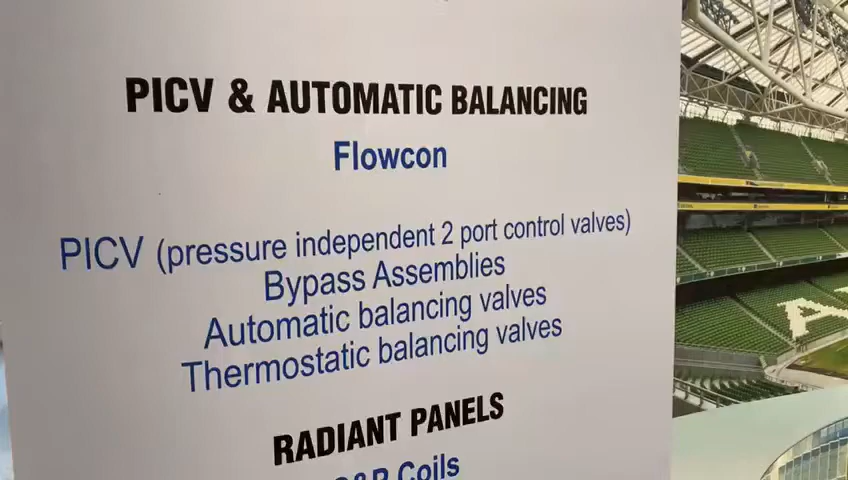 PICV & AUTOMATIC BALANCING
Flowcon
PICV (pressure independent 2 port control valves)
Bypass Assemblies
Automatic balancing valves
Thermostatic balancing valves
RADIANT PANELS
Coils